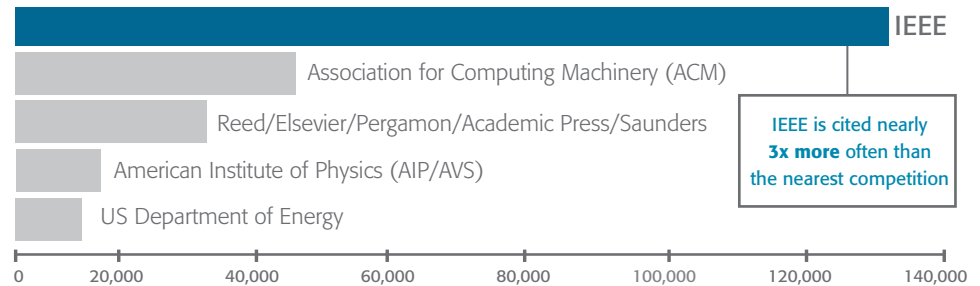 IEEE
Association for Computing Machinery (ACM)
Reed/Elsevier/Pergamon/Academic Press/Saunders
American Institute of Physics (AIP/AVS)
US Department of Energy
IEEE is cited nearly
3x more often than
the nearest competition
0 20,000 40,000 60,000 80,000 100,000 120,000 140,000